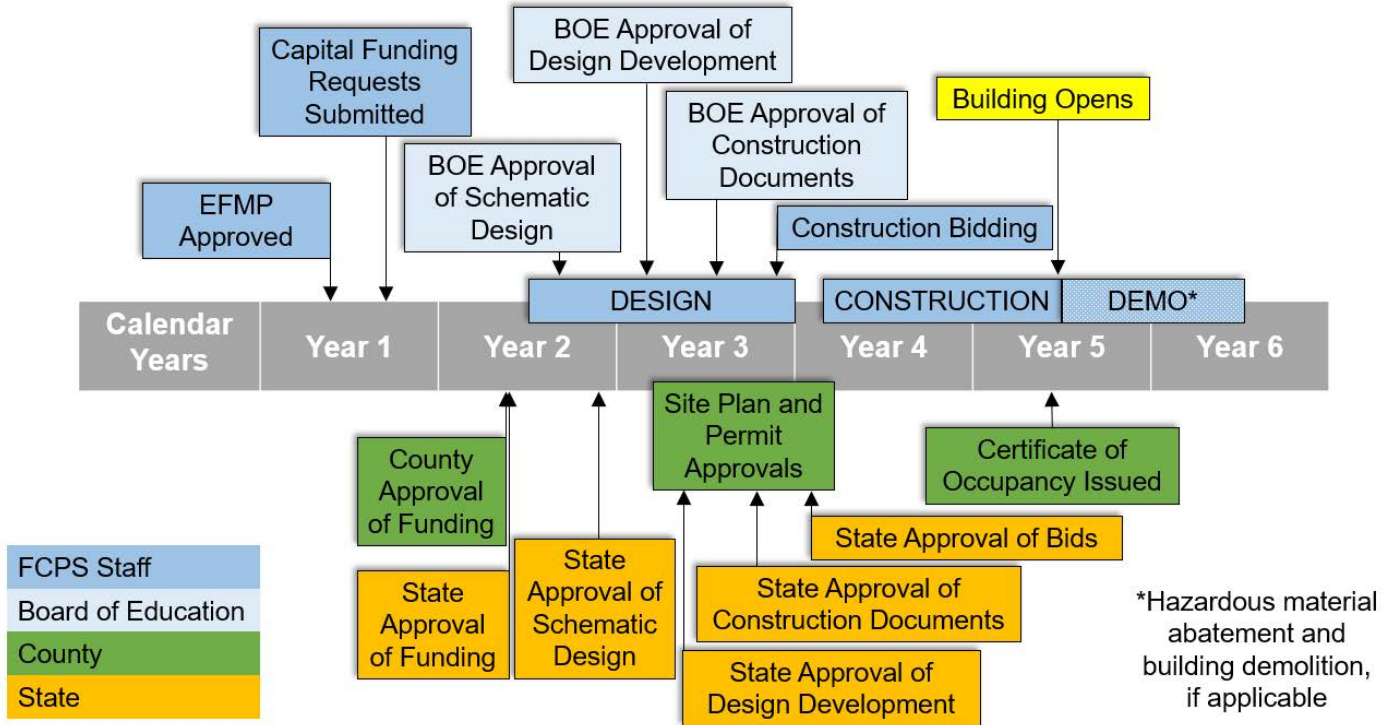 Capital Funding
Requests
Submitted
BOE Approval of
Design Development
Building Opens
BOE Approval
of Schematic
Design
BOE Approval of
Construction
Documents
EFMP
Approved
Construction Bidding
DESIGN
CONSTRUCTION
DEMO*
Calendar
Years
Year 1
Year 2
Year 3
Year 4
Year 5
Year 6
County
Approval
of Funding
Site Plan and
Permit
Approvals
Certificate of
Occupancy Issued
State
Approval
of Funding
State
Approval of
Schematic
Design
State Approval of Bids
State Approval of
Construction Documents
State Approval of
Design Development
FCPS Staff
Board of Education
County
State
*Hazardous material
abatement and
building demolition,
if applicable